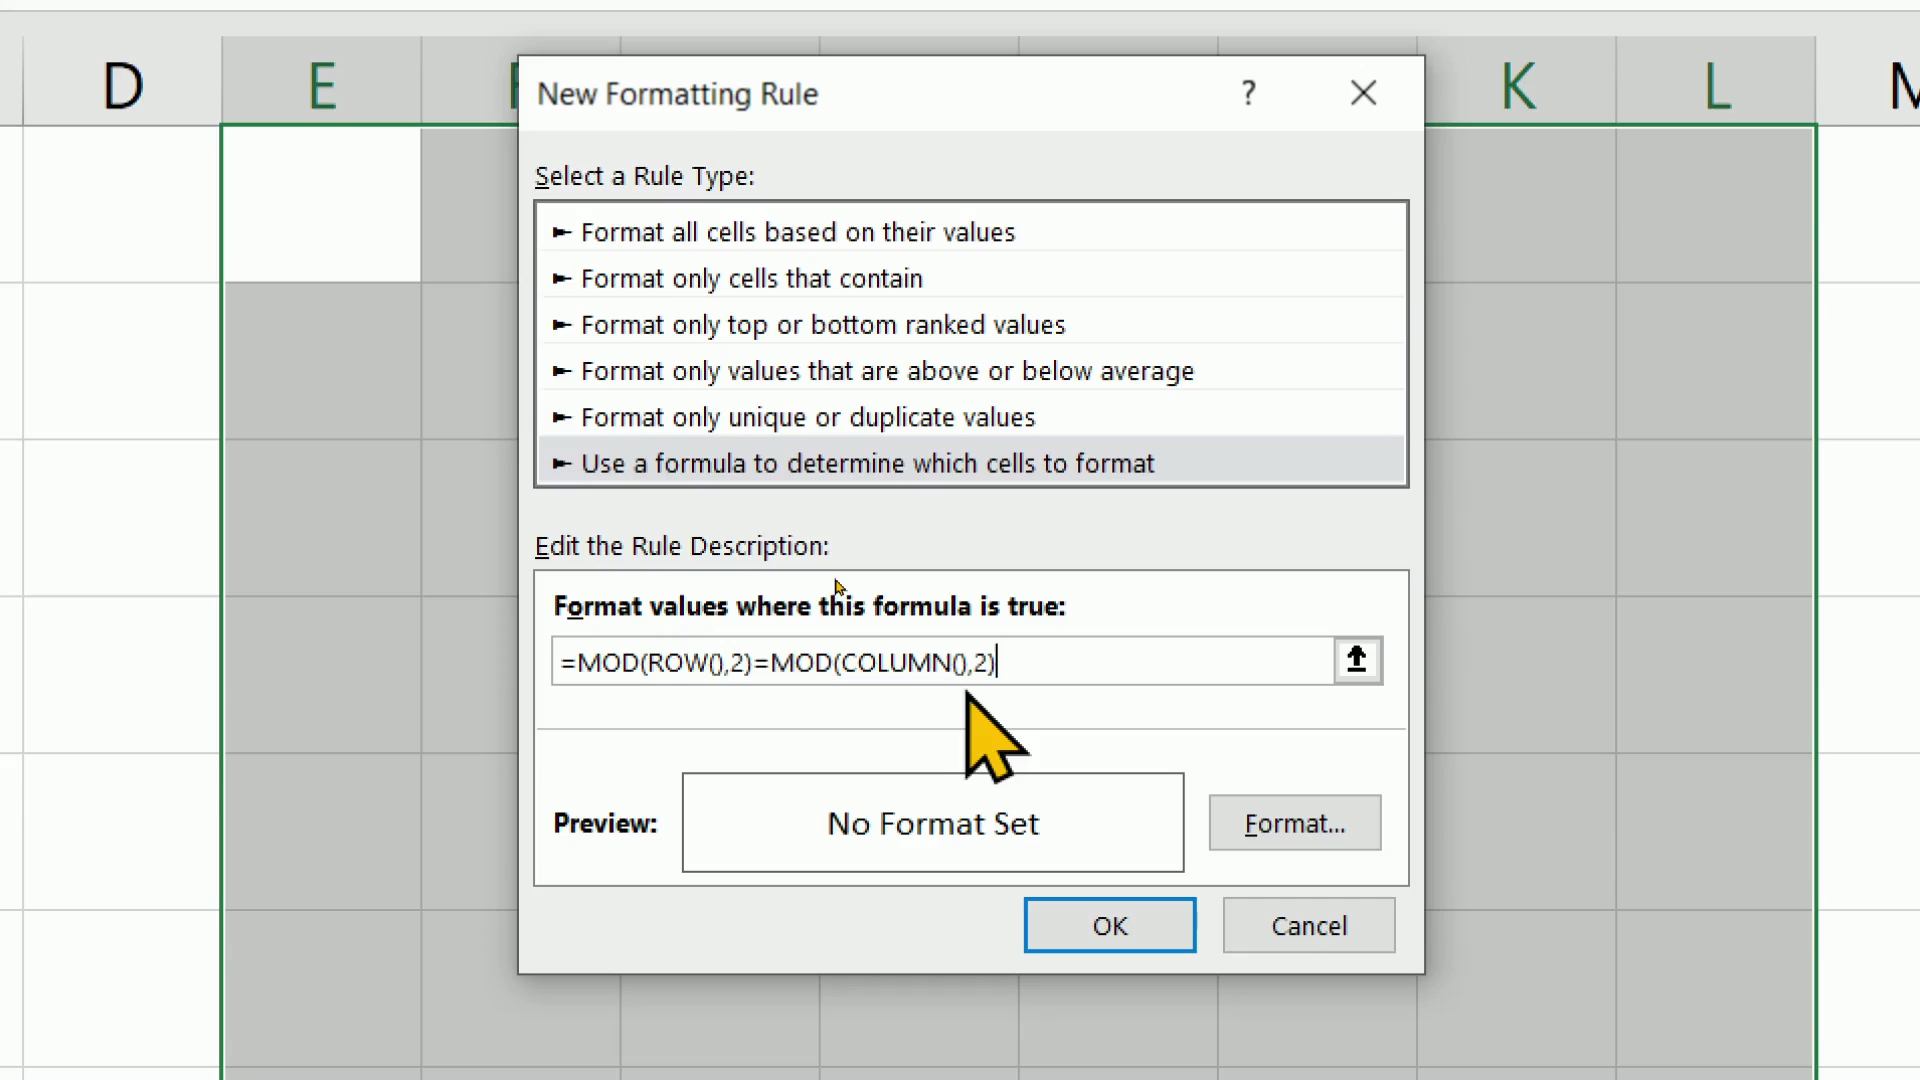 D E F K L M
New Formatting Rule ?
Select a Rule Type:
► Format all cells based on their values
► Format only cells that contain
► Format only top or bottom ranked values
► Format only values that are above or below average
► Format only unique or duplicate values
► Use a formula to determine which cells to format
Edit the Rule Description:
Format values where this formula is true:
=MOD(ROW(),2)=MOD(COLUMN(),2)
Preview: No Format Set Format...
OK Cancel